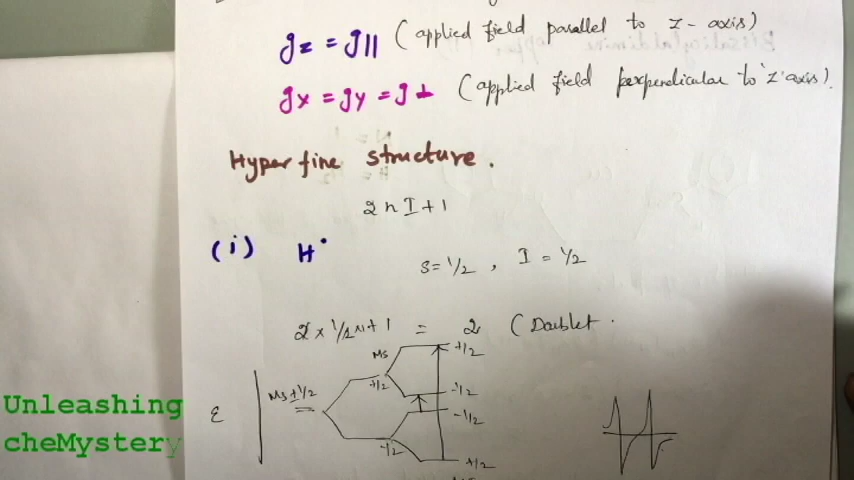 gz = g|| (applied field parallel to z-axis)
gx = gy = g⊥ (applied field perpendicular to 'z' axis).
Hyperfine structure.
2nI+1
(i) H•
S=1/2, I = 1/2
2 x 1/2 x1+1 = 2 (Doublet.
Ms
+1/2
+1/2
Ms±1/2
-1/2
ε
-1/2
-1/2
+1/2
Unleashing
cheMystery